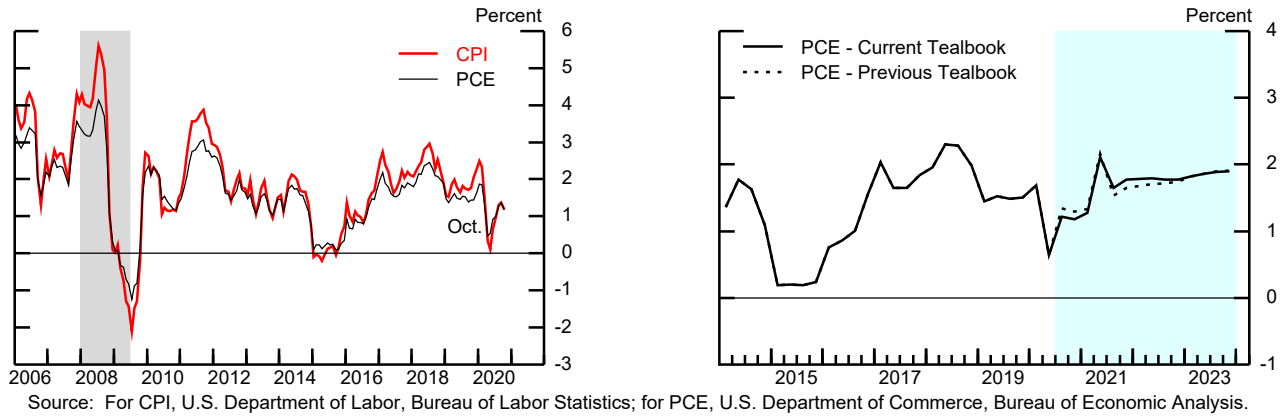 Percent
6
5
4
3
2
1
0
-1
-2
-3
CPI
PCE
Oct.
2006 2008 2010 2012 2014 2016 2018 2020
Percent
4
3
2
1
0
-1
PCE - Current Tealbook
PCE - Previous Tealbook
2015 2017 2019 2021 2023
Source: For CPI, U.S. Department of Labor, Bureau of Labor Statistics; for PCE, U.S. Department of Commerce, Bureau of Economic Analysis.